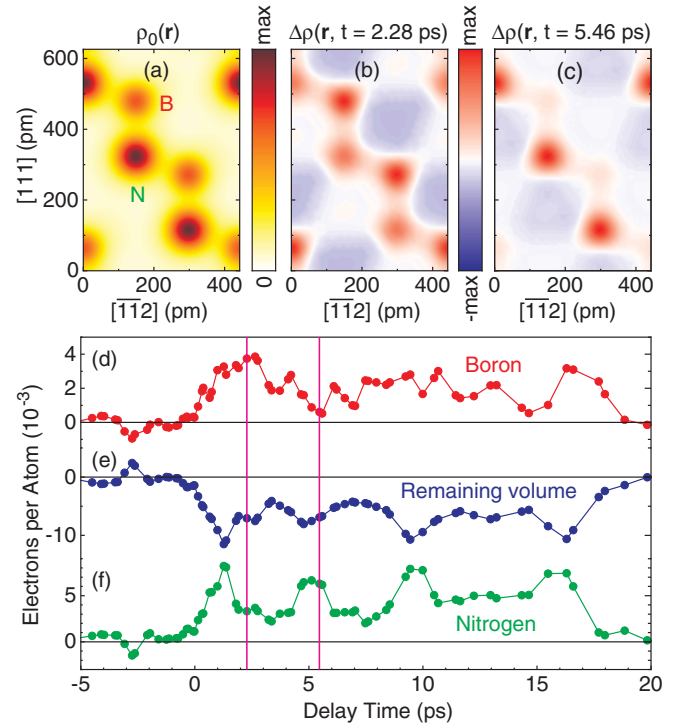 ρ₀(r) Δρ(r, t = 2.28 ps) Δρ(r, t = 5.46 ps)
600
400
200
0
[111] (pm)
(a)
B
N
max
0
(b)
max
-max
(c)
0 200 400 0 200 400 0 200 400
[1̅1̅2] (pm) [1̅1̅2] (pm) [1̅1̅2] (pm)
(d) Boron
4
2
0
(e) Remaining volume
0
-10
(f) Nitrogen
5
0
Electrons per Atom (10⁻³)
-5 0 5 10 15 20
Delay Time (ps)